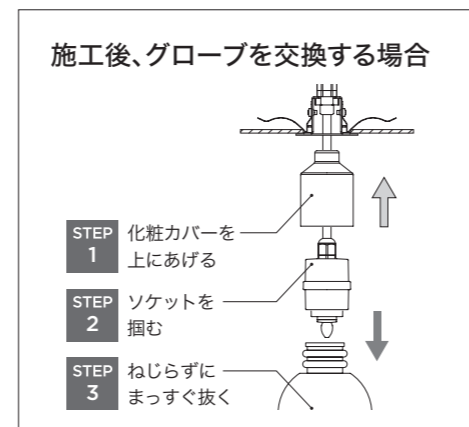 施工後、グローブを交換する場合
STEP 1
化粧カバーを
上にあげる
STEP 2
ソケットを
掴む
STEP 3
ねじらずに
まっすぐ抜く